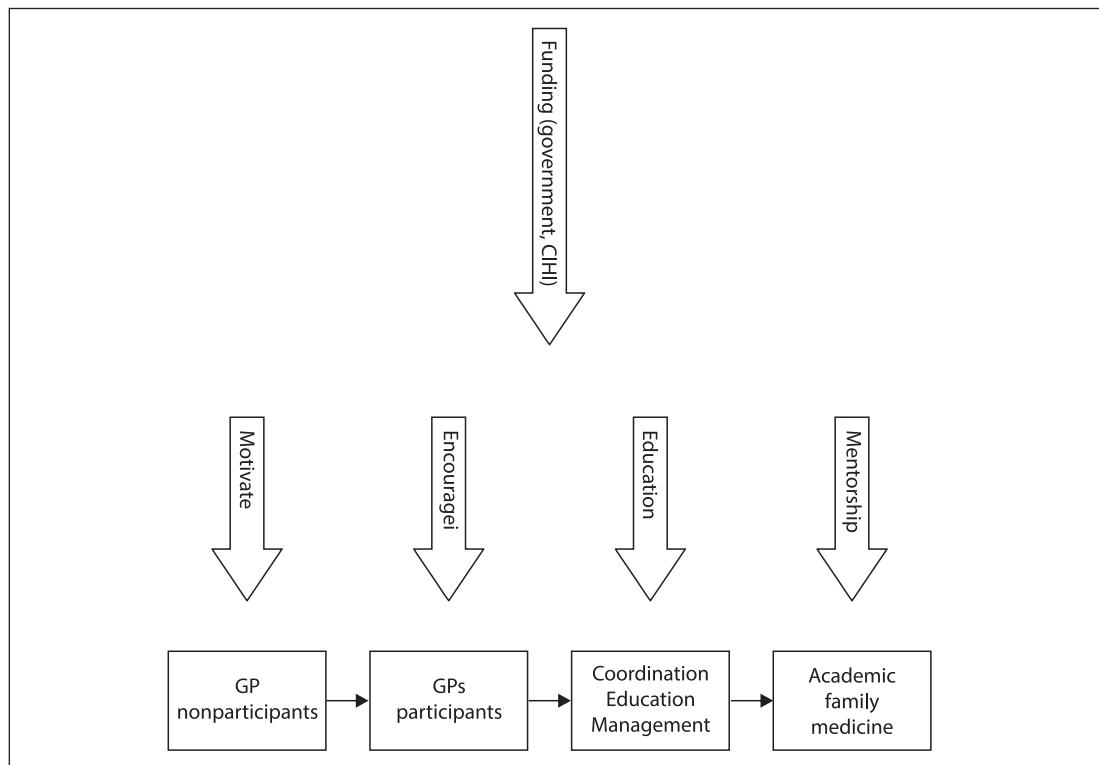 Funding (government, CIHI)
Motivate
Encouragei
Education
Mentorship
GP
nonparticipants
GPs
participants
Coordination
Education
Management
Academic
family
medicine